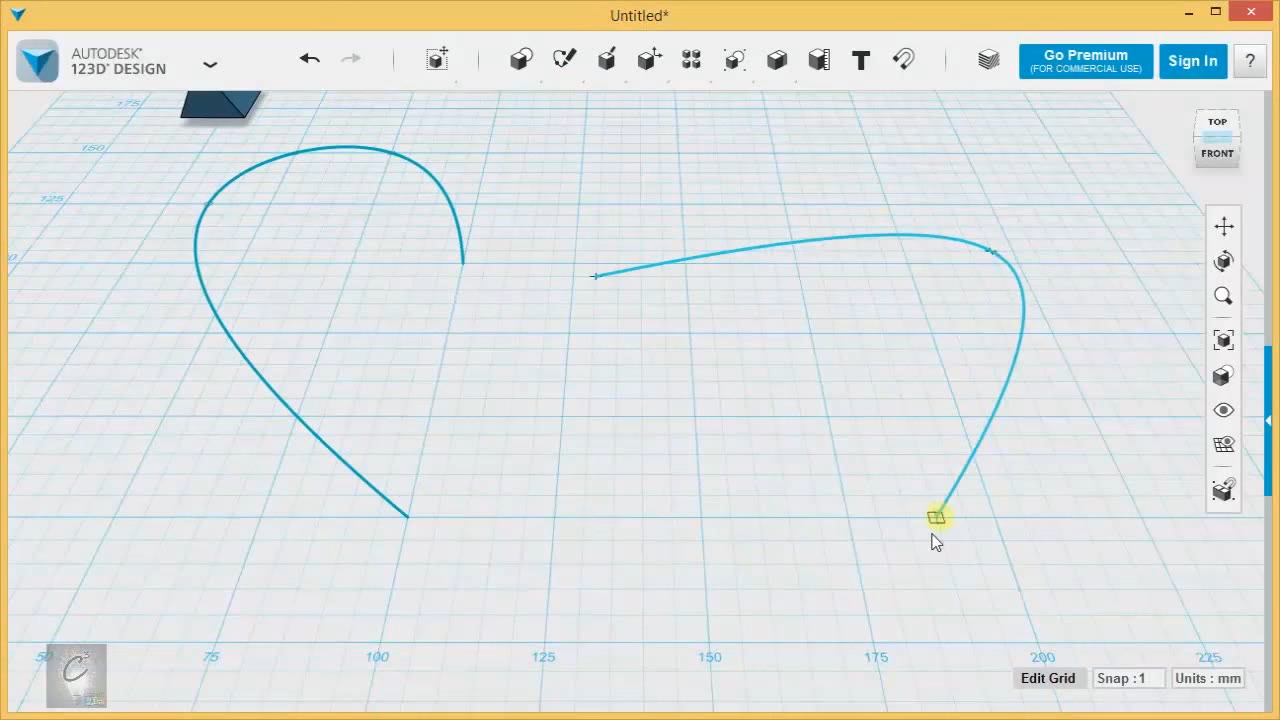 Untitled*
AUTODESK®
123D® DESIGN
T
Go Premium
(FOR COMMERCIAL USE)
Sign In
?
TOP
FRONT
175
150
125
0
50
75
100
125
150
175
200
225
Edit Grid
Snap : 1
Units : mm